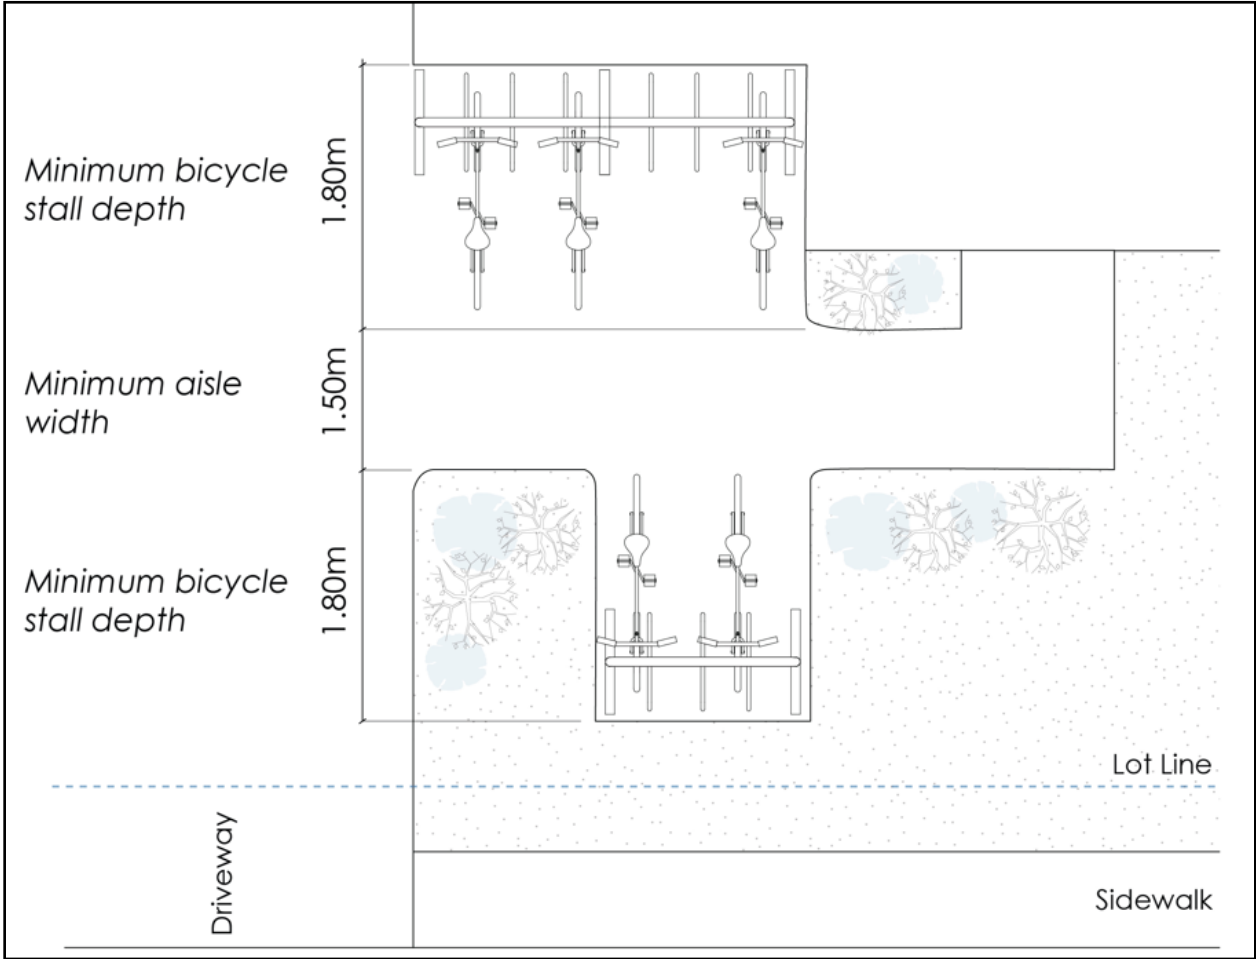 Minimum bicycle
stall depth
1.80m
Minimum aisle
width
1.50m
Minimum bicycle
stall depth
1.80m
Lot Line
Driveway
Sidewalk